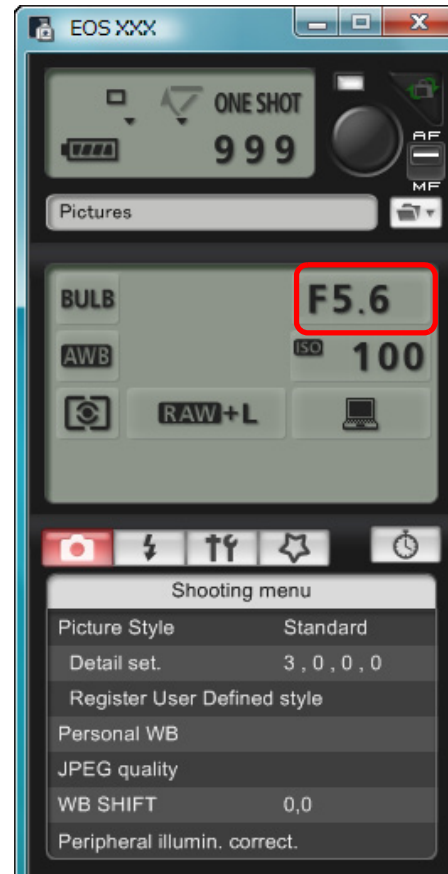 EOS XXX
ONE SHOT
999
AF
MF
Pictures
BULB F5.6
AWB ISO 100
RAW+L
Shooting menu
Picture Style Standard
Detail set. 3 , 0 , 0 , 0
Register User Defined style
Personal WB
JPEG quality
WB SHIFT 0,0
Peripheral illumin. correct.